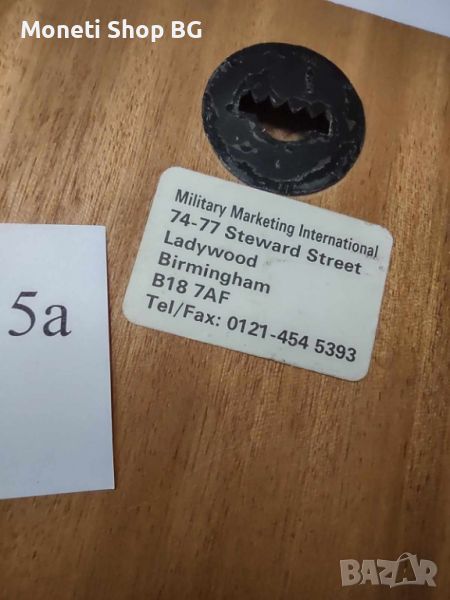 Moneti Shop BG
Military Marketing International
74-77 Steward Street
Ladywood
Birmingham
B18 7AF
Tel/Fax: 0121-454 5393
5a
BAZAR